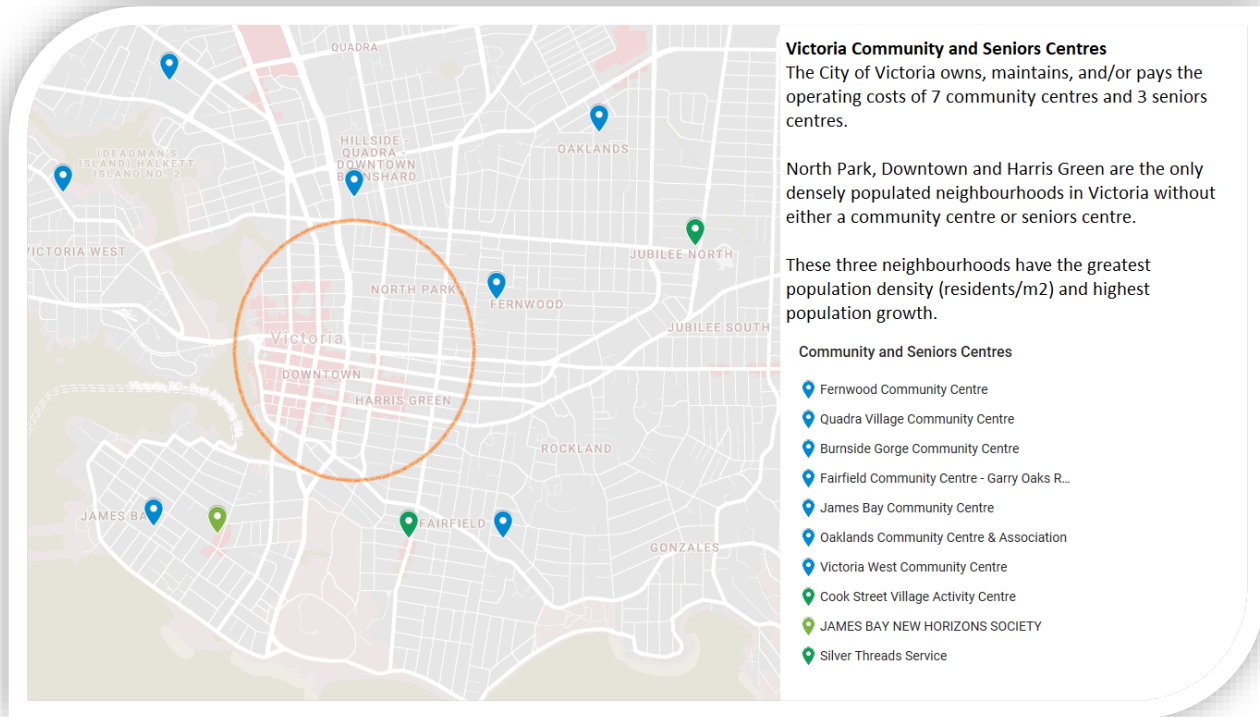 QUADRA
(DEADMAN'S
ISLAND) HALKETT
ISLAND NO. 2
HILLSIDE -
QUADRA -
DOWNTOWN
OAKLANDS
VICTORIA WEST
JUBILEE NORTH
NORTH PARK
FERNWOOD
JUBILEE SOUTH
Victoria
DOWNTOWN
HARRIS GREEN
ROCKLAND
JAMES BA
FAIRFIELD
GONZALES
Victoria Community and Seniors Centres
The City of Victoria owns, maintains, and/or pays the
operating costs of 7 community centres and 3 seniors
centres.
North Park, Downtown and Harris Green are the only
densely populated neighbourhoods in Victoria without
either a community centre or seniors centre.
These three neighbourhoods have the greatest
population density (residents/m2) and highest
population growth.
Community and Seniors Centres
Fernwood Community Centre
Quadra Village Community Centre
Burnside Gorge Community Centre
Fairfield Community Centre - Garry Oaks R...
James Bay Community Centre
Oaklands Community Centre & Association
Victoria West Community Centre
Cook Street Village Activity Centre
JAMES BAY NEW HORIZONS SOCIETY
Silver Threads Service